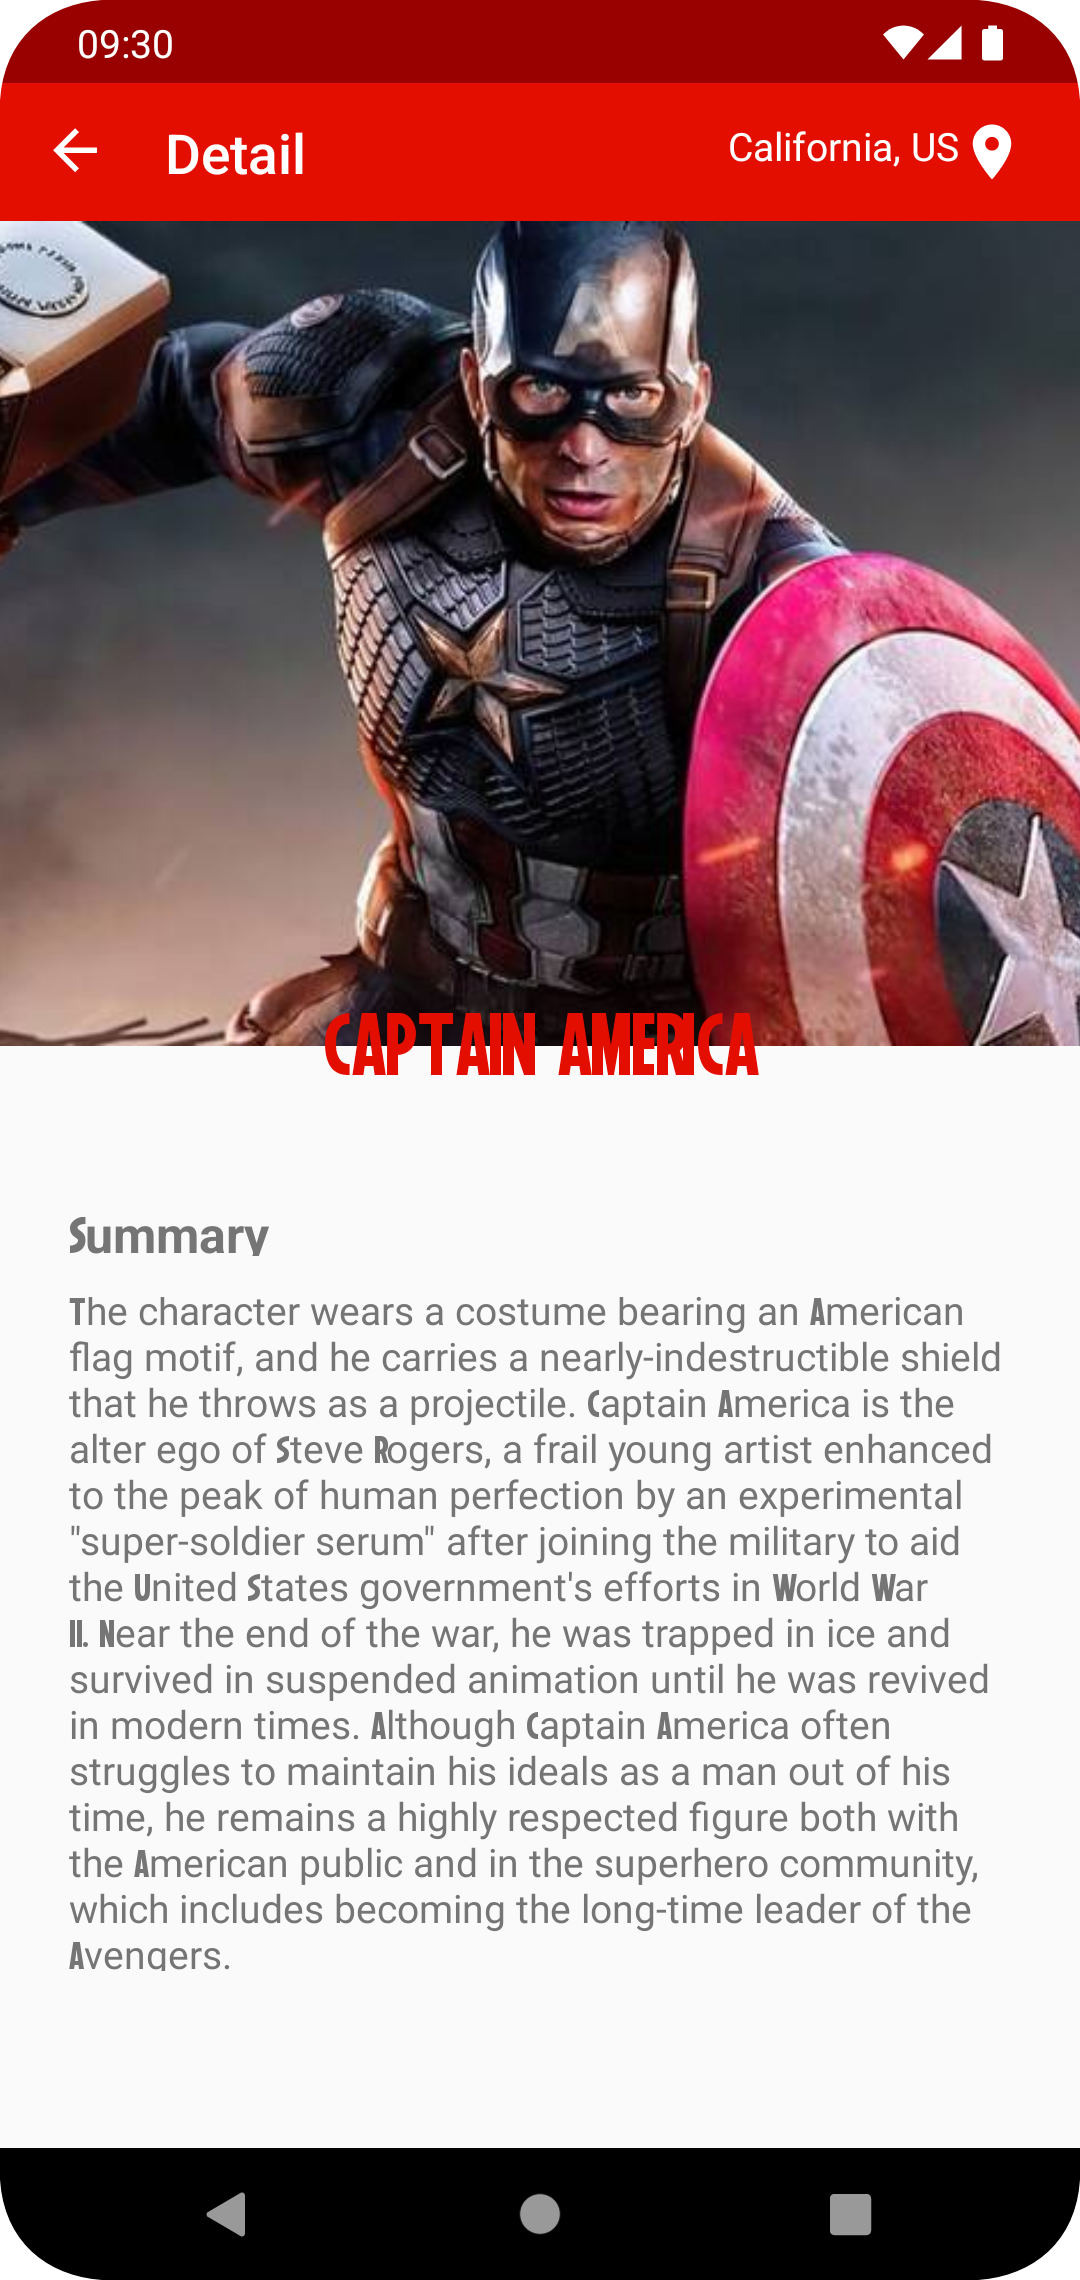 09:30
Detail
California, US
CAPTAIN AMERICA
Summary
The character wears a costume bearing an American
flag motif, and he carries a nearly-indestructible shield
that he throws as a projectile. Captain America is the
alter ego of Steve Rogers, a frail young artist enhanced
to the peak of human perfection by an experimental
"super-soldier serum" after joining the military to aid
the United States government's efforts in World War
II. Near the end of the war, he was trapped in ice and
survived in suspended animation until he was revived
in modern times. Although Captain America often
struggles to maintain his ideals as a man out of his
time, he remains a highly respected figure both with
the American public and in the superhero community,
which includes becoming the long-time leader of the
Avengers.